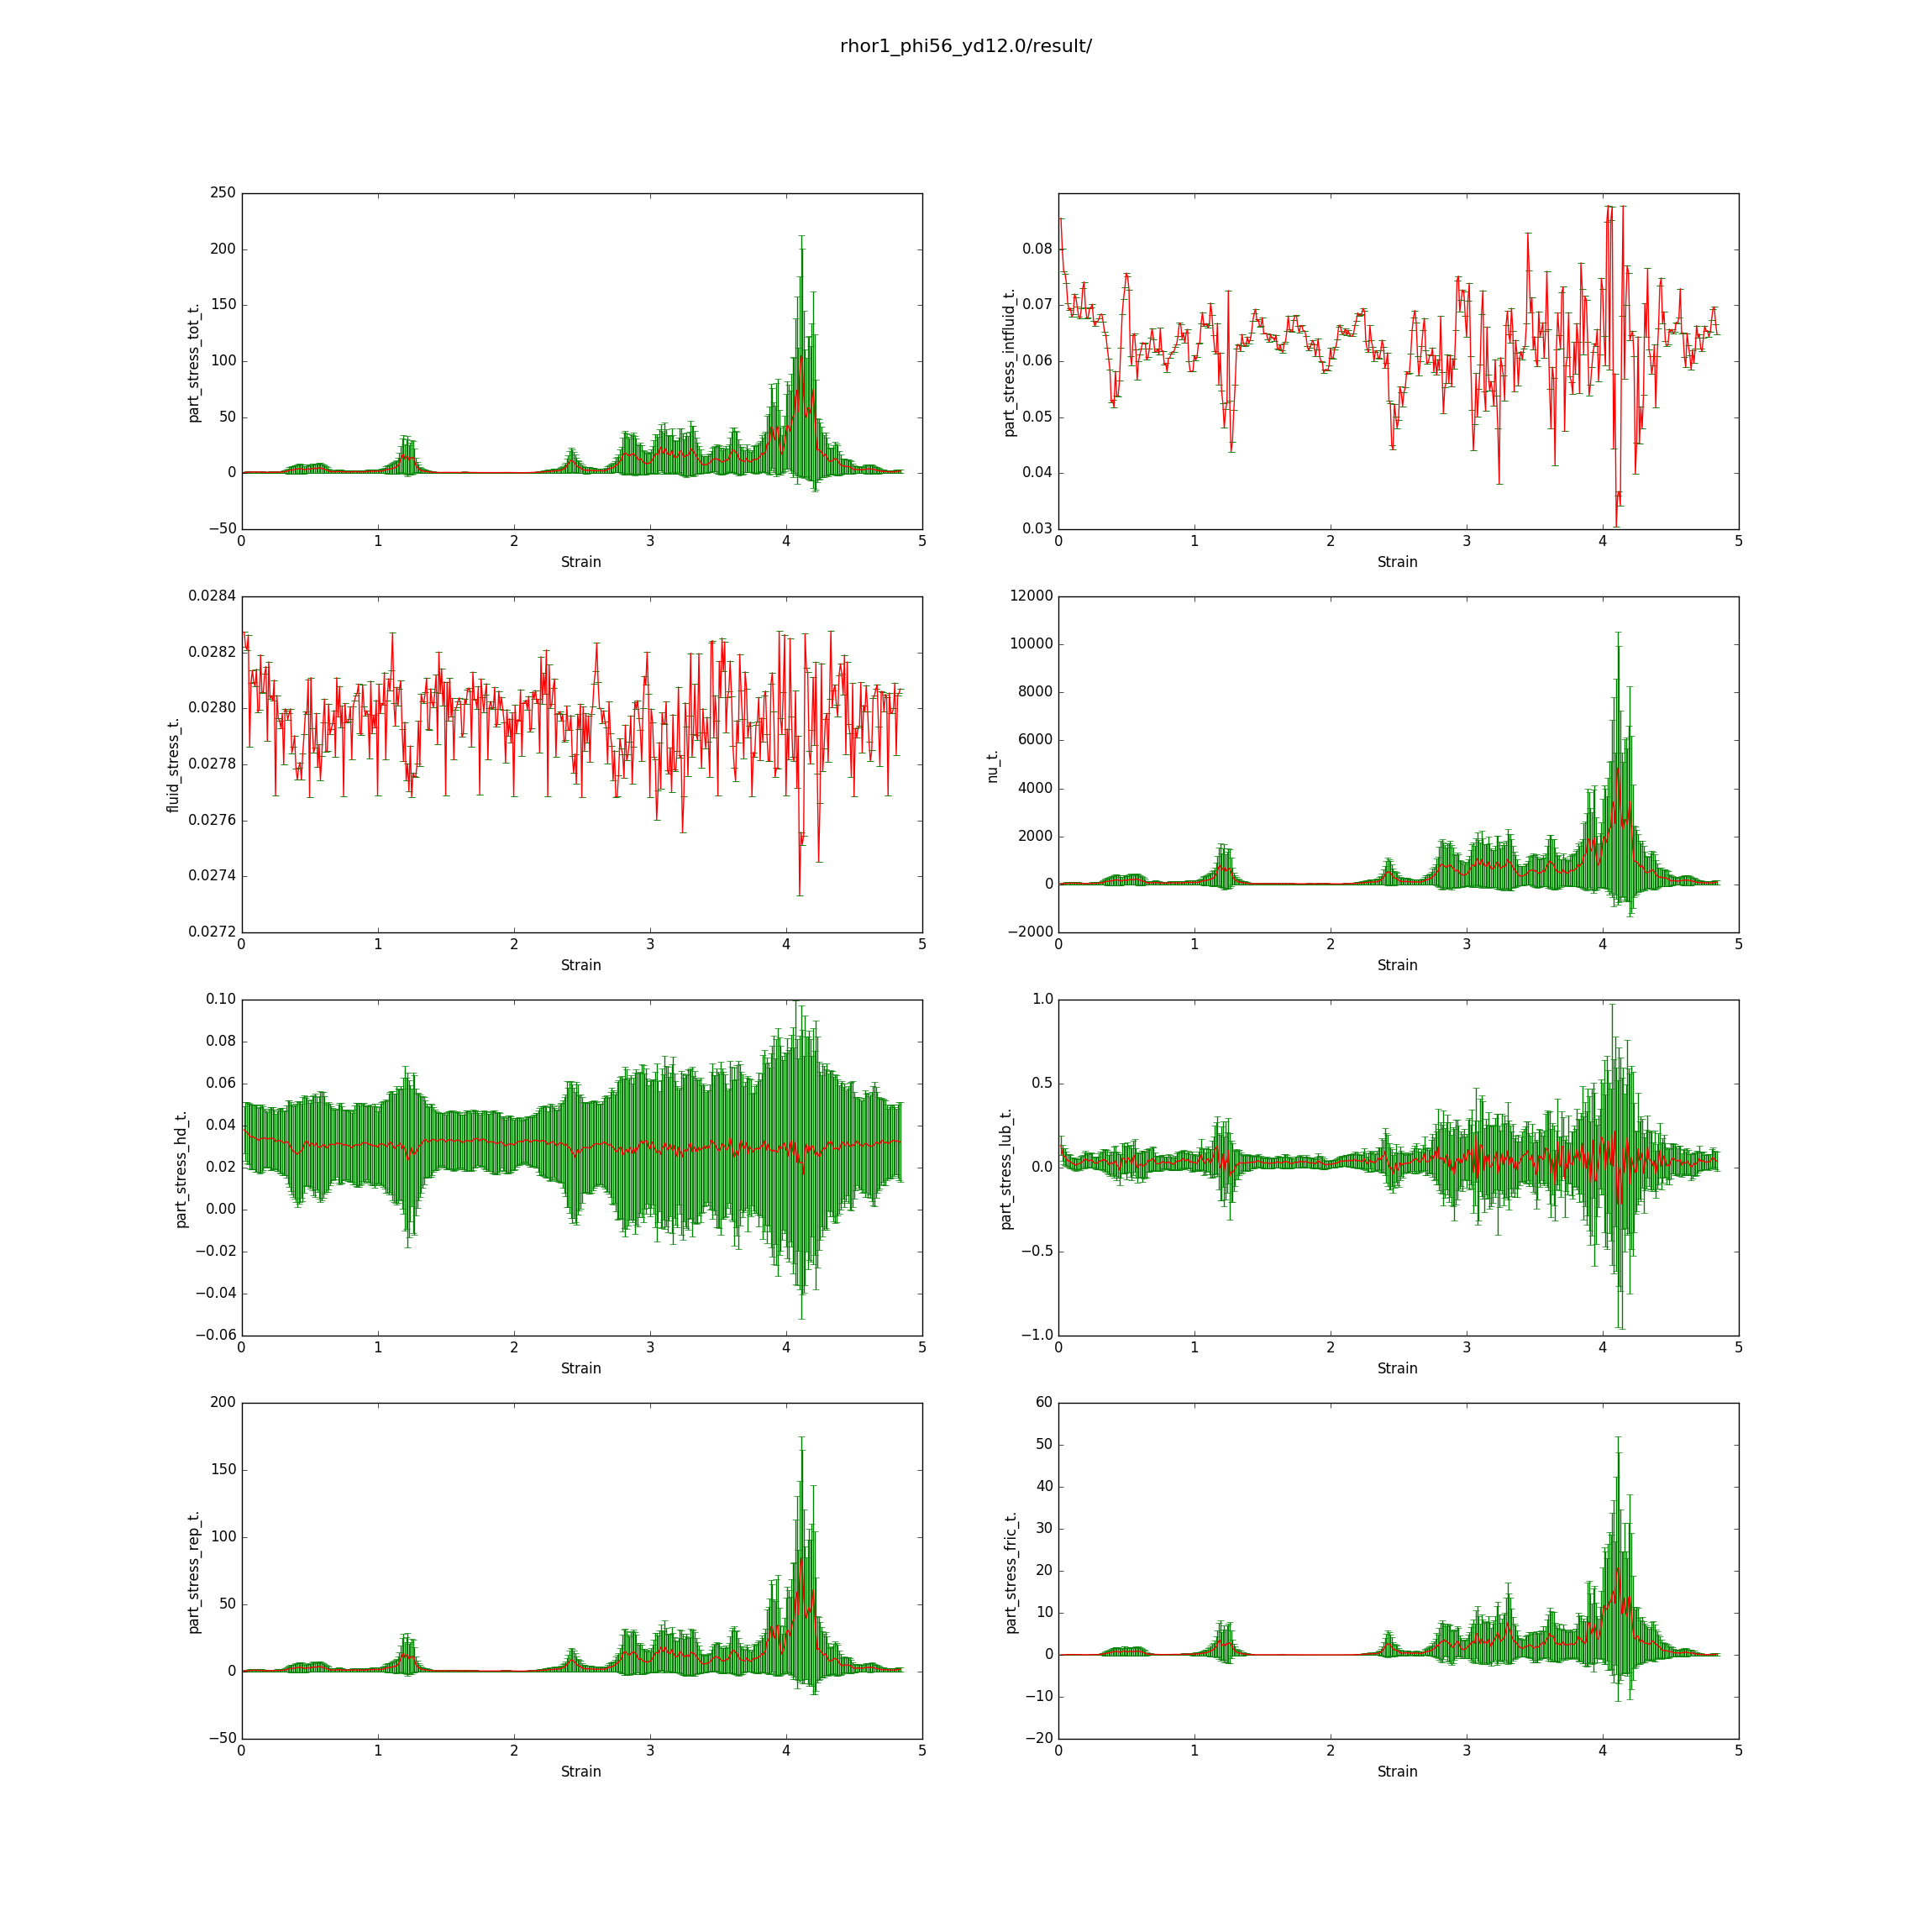 rhor1_phi56_yd12.0/result/
250
200
150
100
50
0
−50
part_stress_tot_t.
0 1 2 3 4 5
Strain
0.08
0.07
0.06
0.05
0.04
0.03
part_stress_intfluid_t.
0 1 2 3 4 5
Strain
0.0284
0.0282
0.0280
0.0278
0.0276
0.0274
0.0272
fluid_stress_t.
0 1 2 3 4 5
Strain
12000
10000
8000
6000
4000
2000
0
−2000
nu_t.
0 1 2 3 4 5
Strain
0.10
0.08
0.06
0.04
0.02
0.00
−0.02
−0.04
−0.06
part_stress_hd_t.
0 1 2 3 4 5
Strain
1.0
0.5
0.0
−0.5
−1.0
part_stress_lub_t.
0 1 2 3 4 5
Strain
200
150
100
50
0
−50
part_stress_rep_t.
0 1 2 3 4 5
Strain
60
50
40
30
20
10
0
−10
−20
part_stress_fric_t.
0 1 2 3 4 5
Strain